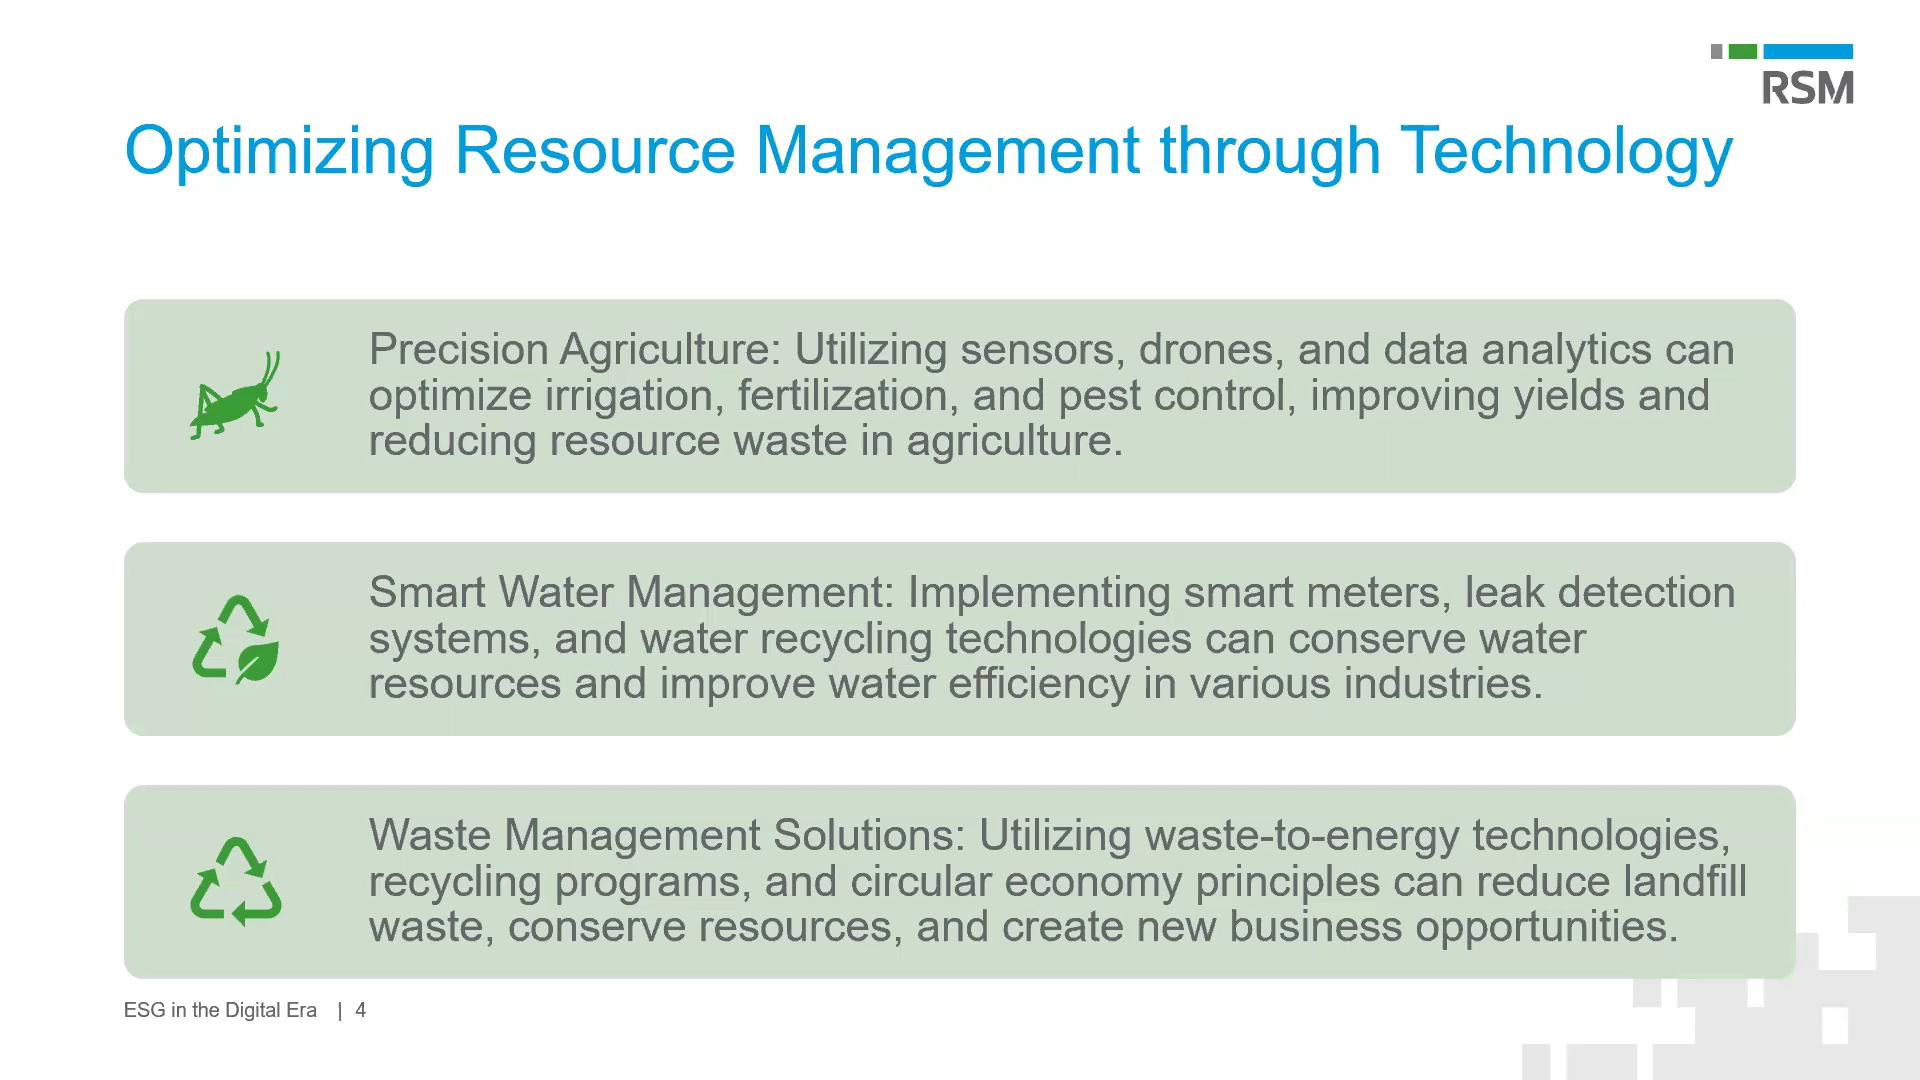 RSM
Optimizing Resource Management through Technology
Precision Agriculture: Utilizing sensors, drones, and data analytics can
optimize irrigation, fertilization, and pest control, improving yields and
reducing resource waste in agriculture.
Smart Water Management: Implementing smart meters, leak detection
systems, and water recycling technologies can conserve water
resources and improve water efficiency in various industries.
Waste Management Solutions: Utilizing waste-to-energy technologies,
recycling programs, and circular economy principles can reduce landfill
waste, conserve resources, and create new business opportunities.
ESG in the Digital Era | 4